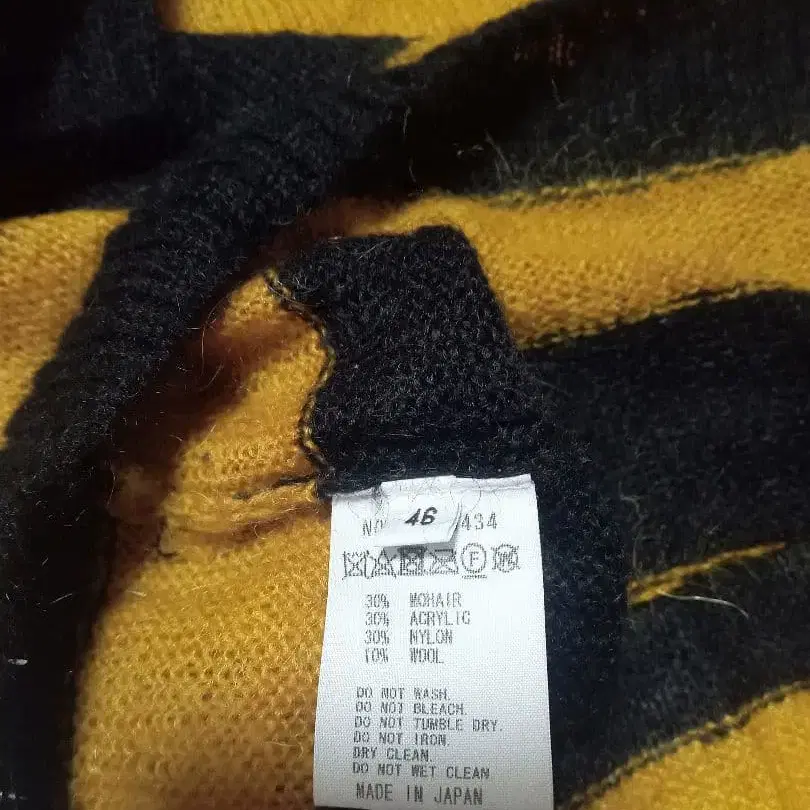 46
434
30% MOHAIR
30% ACRYLIC
30% NYLON
10% WOOL
DO NOT WASH.
DO NOT BLEACH.
DO NOT TUMBLE DRY.
DO NOT IRON.
DRY CLEAN.
DO NOT WET CLEAN
MADE IN JAPAN